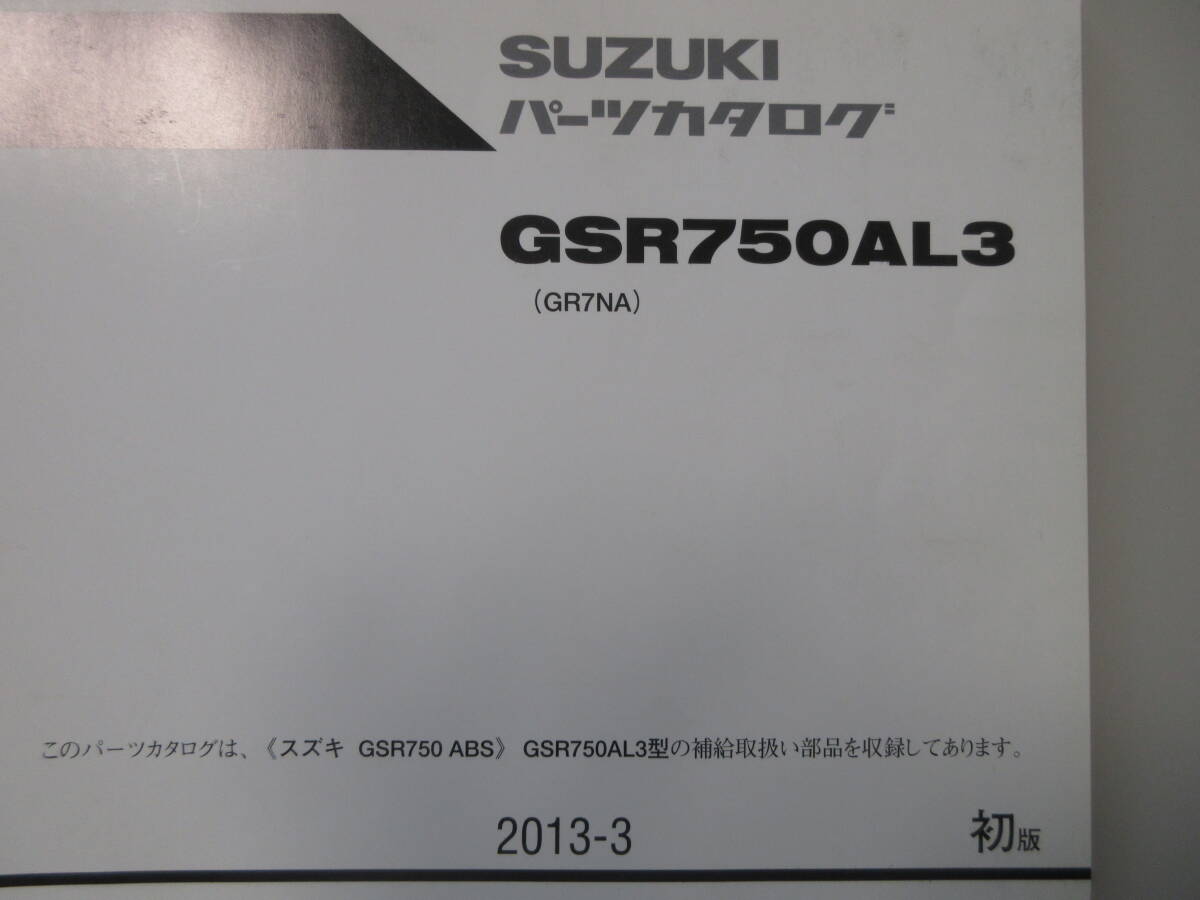 SUZUKI
パーツカタログ
GSR750AL3
(GR7NA)
このパーツカタログは、《スズキ GSR750 ABS》 GSR750AL3型の補給取扱い部品を収録してあります。
2013-3 初版